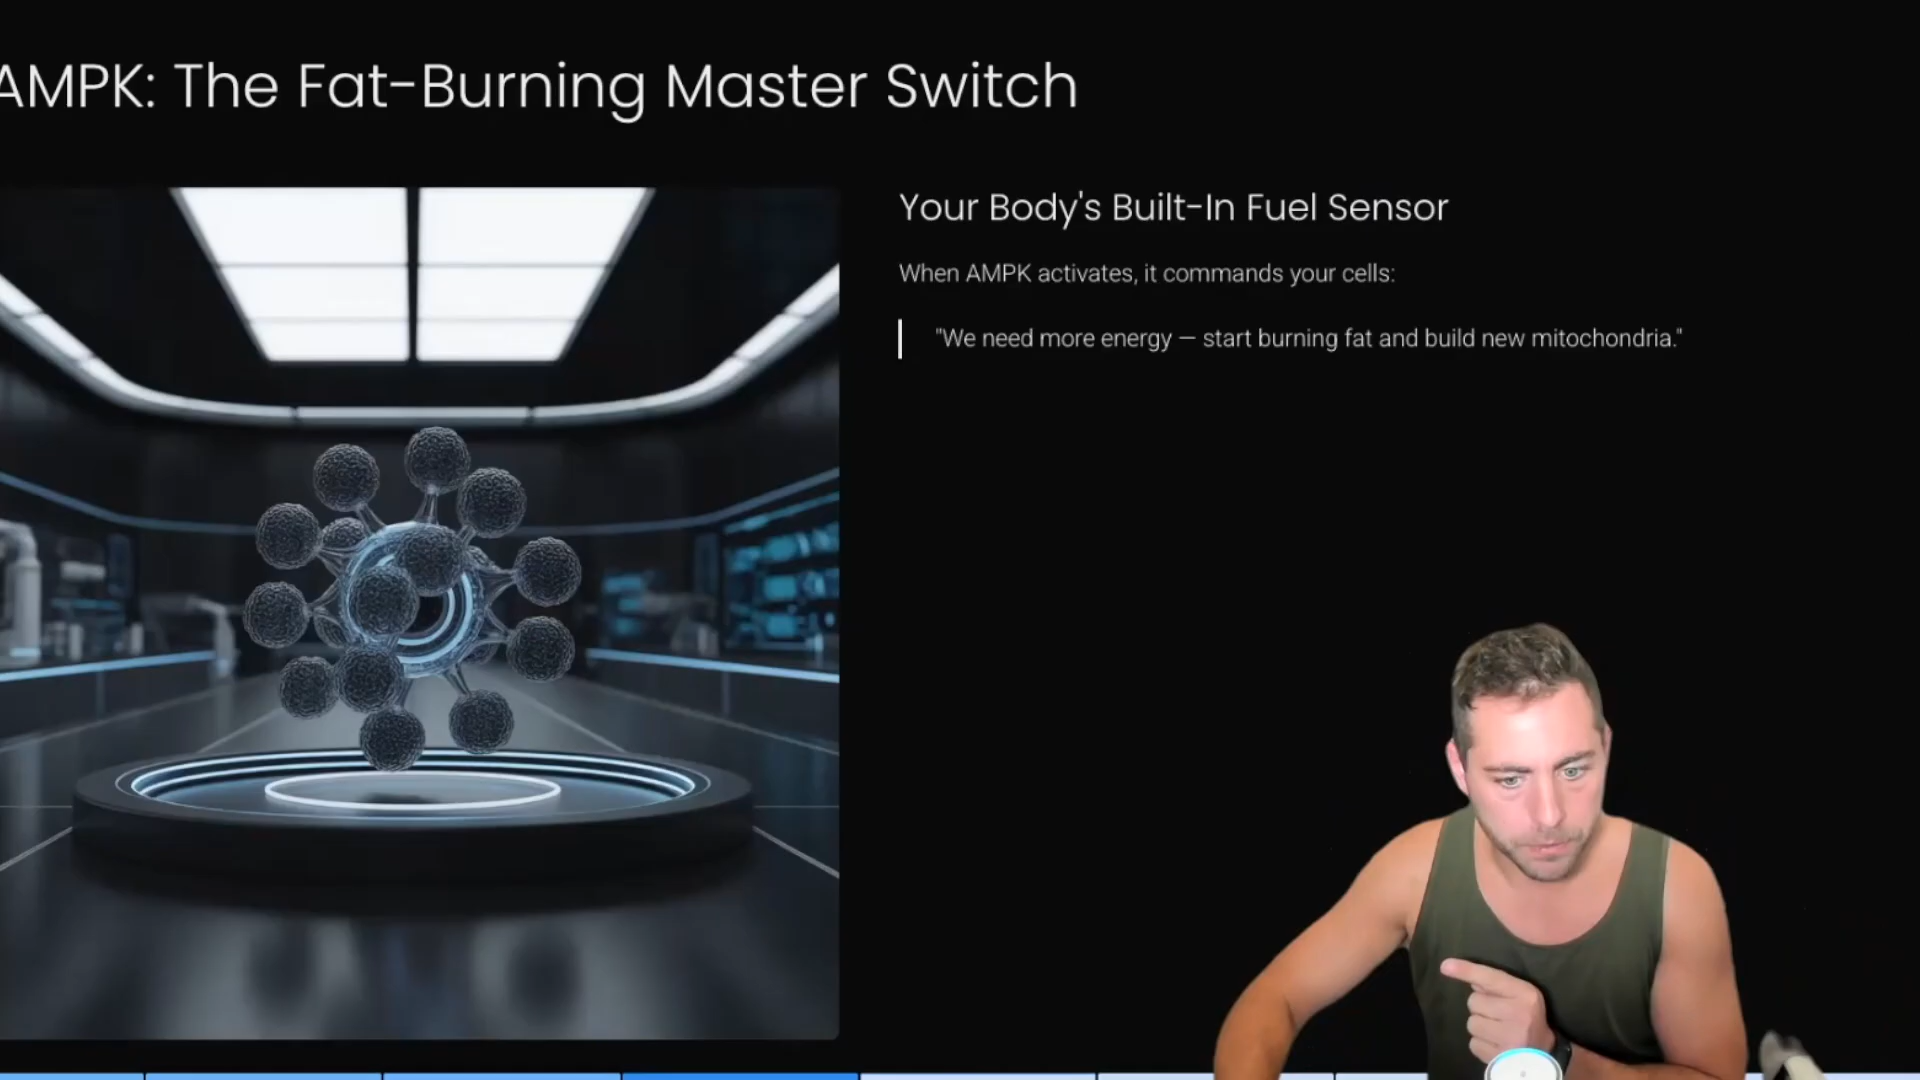 AMPK: The Fat-Burning Master Switch
Your Body's Built-In Fuel Sensor
When AMPK activates, it commands your cells:
"We need more energy — start burning fat and build new mitochondria."